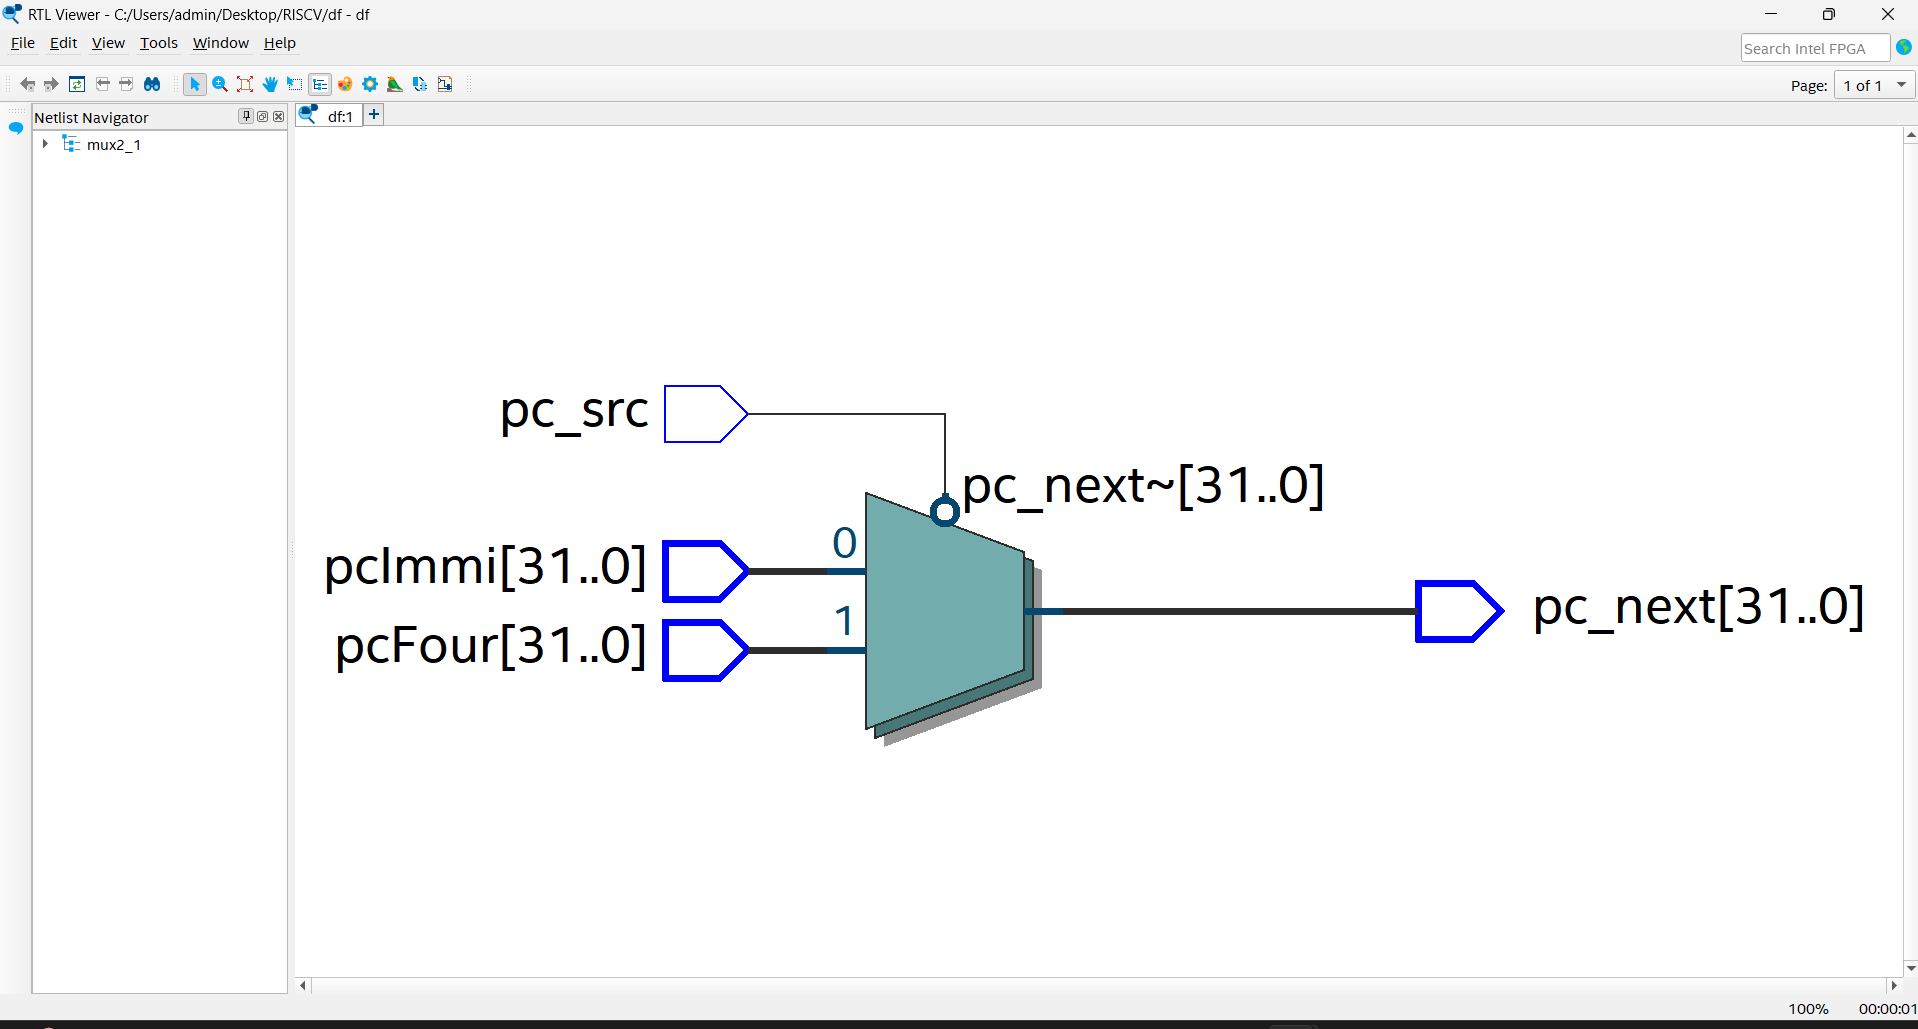 RTL Viewer - C:/Users/admin/Desktop/RISCV/df - df
File Edit View Tools Window Help
Search Intel FPGA
Page: 1 of 1
Netlist Navigator
df:1 +
mux2_1
pc_src
pc_next~[31..0]
0
pcImmi[31..0]
1
pcFour[31..0]
pc_next[31..0]
100% 00:00:01